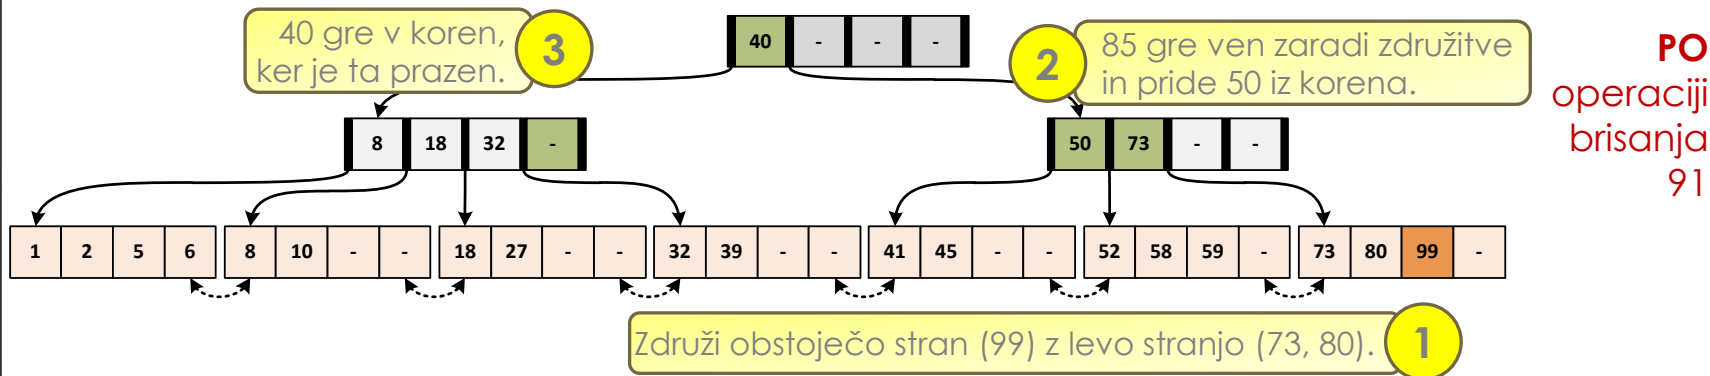 40 gre v koren,
ker je ta prazen.
3
40 - - -
2
85 gre ven zaradi združitve
in pride 50 iz korena.
PO
operaciji
brisanja
91
8 18 32 -
50 73 - -
1 2 5 6
8 10 - -
18 27 - -
32 39 - -
41 45 - -
52 58 59 -
73 80 99 -
Združi obstoječo stran (99) z levo stranjo (73, 80).
1